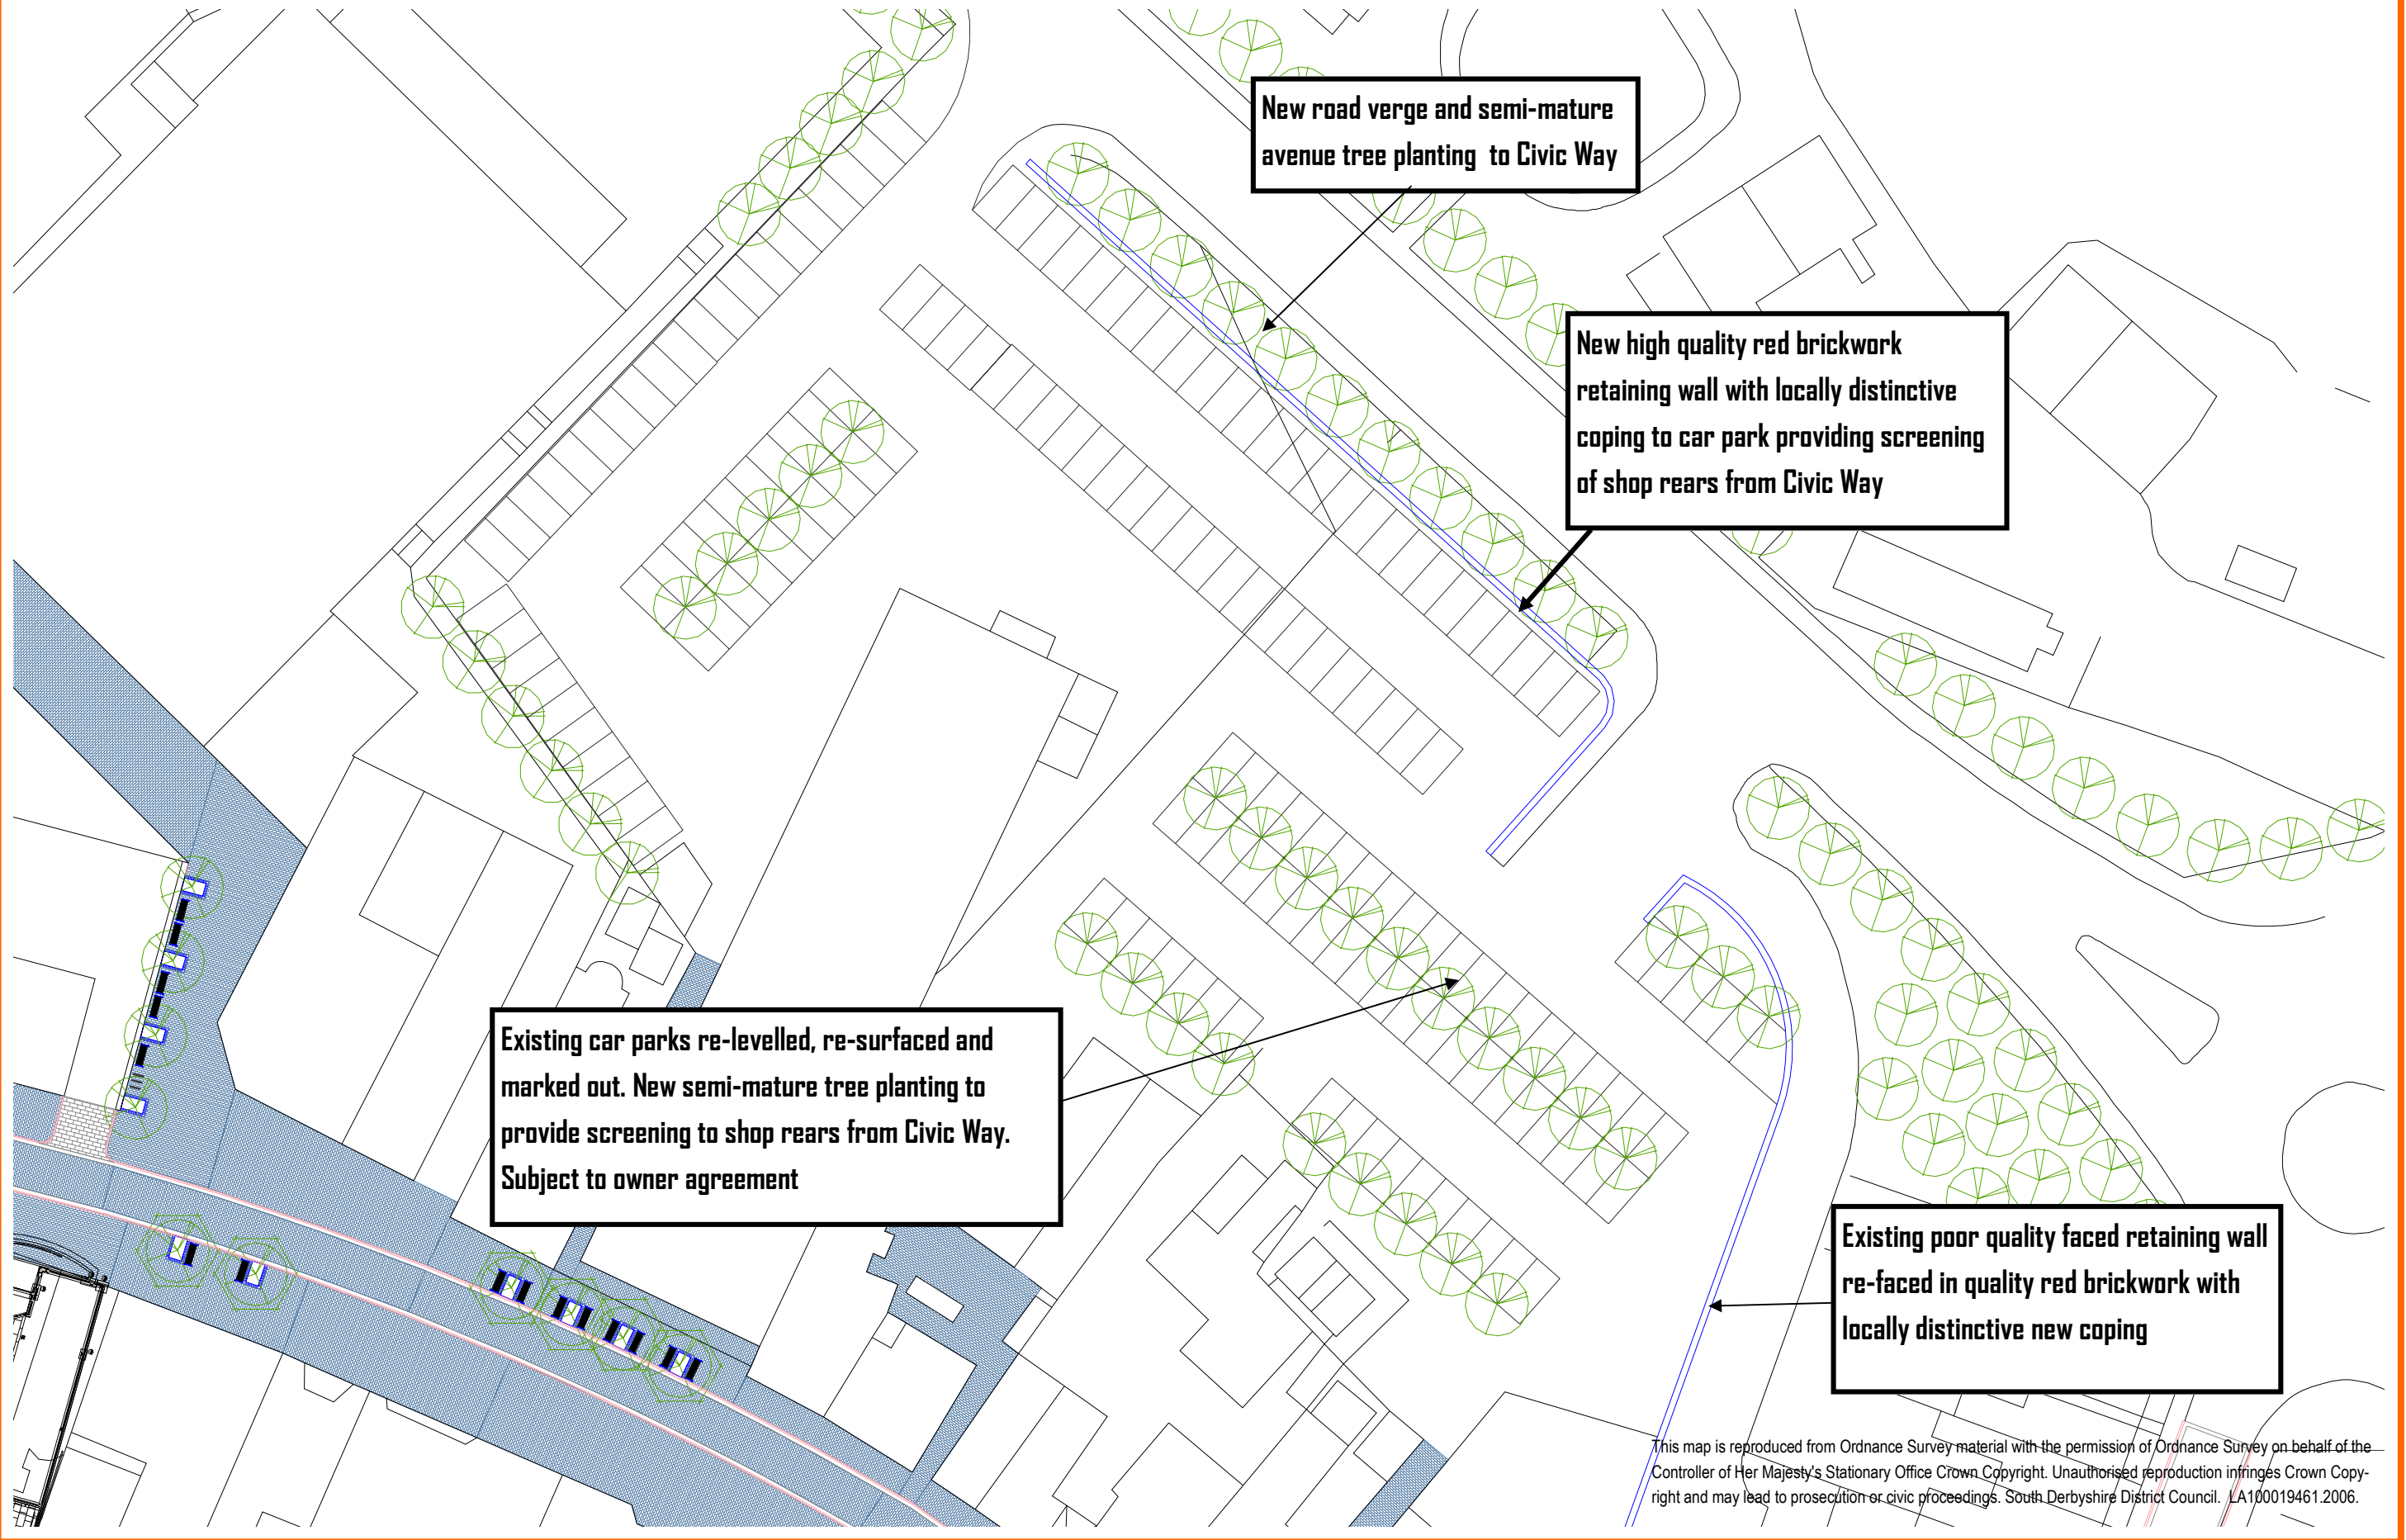 New road verge and semi-mature
avenue tree planting to Civic Way
New high quality red brickwork
retaining wall with locally distinctive
coping to car park providing screening
of shop rears from Civic Way
Existing car parks re-levelled, re-surfaced and
marked out. New semi-mature tree planting to
provide screening to shop rears from Civic Way.
Subject to owner agreement
Existing poor quality faced retaining wall
re-faced in quality red brickwork with
locally distinctive new coping
This map is reproduced from Ordnance Survey material with the permission of Ordnance Survey on behalf of the
Controller of Her Majesty's Stationary Office Crown Copyright. Unauthorised reproduction infringes Crown Copy-
right and may lead to prosecution or civic proceedings. South Derbyshire District Council. LA100019461.2006.